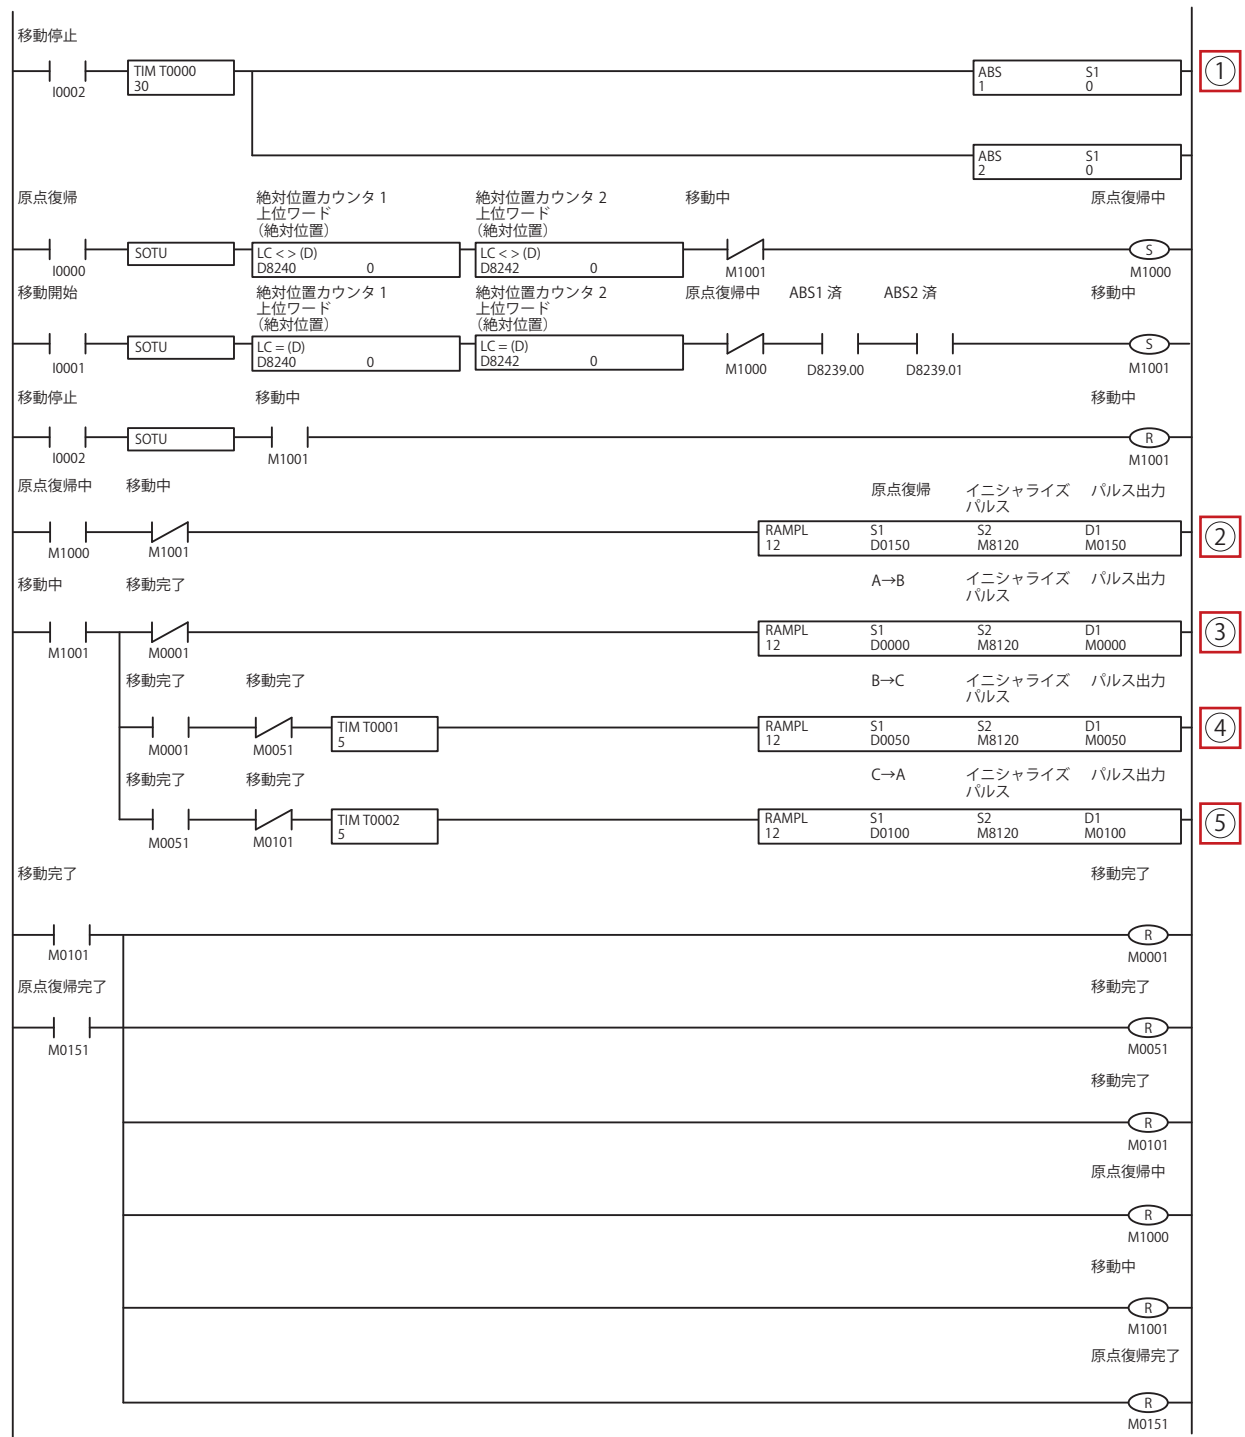 移動停止
I0002
TIM T0000
30
ABS S1
1 0
①
ABS S1
2 0
原点復帰
絶対位置カウンタ 1
上位ワード
（絶対位置）
絶対位置カウンタ 2
上位ワード
（絶対位置）
移動中
原点復帰中
I0000
SOTU
LC < > (D)
D8240 0
LC < > (D)
D8242 0
M1001
S
M1000
移動開始
絶対位置カウンタ 1
上位ワード
（絶対位置）
絶対位置カウンタ 2
上位ワード
（絶対位置）
原点復帰中
ABS1 済
ABS2 済
移動中
I0001
SOTU
LC = (D)
D8240 0
LC = (D)
D8242 0
M1000
D8239.00
D8239.01
S
M1001
移動停止
移動中
移動中
I0002
SOTU
M1001
R
M1001
原点復帰中
移動中
原点復帰
イニシャライズ
パルス
パルス出力
M1000
M1001
RAMPL S1 S2 D1
12 D0150 M8120 M0150
②
移動中
移動完了
A→B
イニシャライズ
パルス
パルス出力
M1001
M0001
RAMPL S1 S2 D1
12 D0000 M8120 M0000
③
移動完了
移動完了
B→C
イニシャライズ
パルス
パルス出力
M0001
M0051
TIM T0001
5
RAMPL S1 S2 D1
12 D0050 M8120 M0050
④
移動完了
移動完了
C→A
イニシャライズ
パルス
パルス出力
M0051
M0101
TIM T0002
5
RAMPL S1 S2 D1
12 D0100 M8120 M0100
⑤
移動完了
移動完了
M0101
R
M0001
原点復帰完了
移動完了
M0151
R
M0051
移動完了
R
M0101
原点復帰中
R
M1000
移動中
R
M1001
原点復帰完了
R
M0151